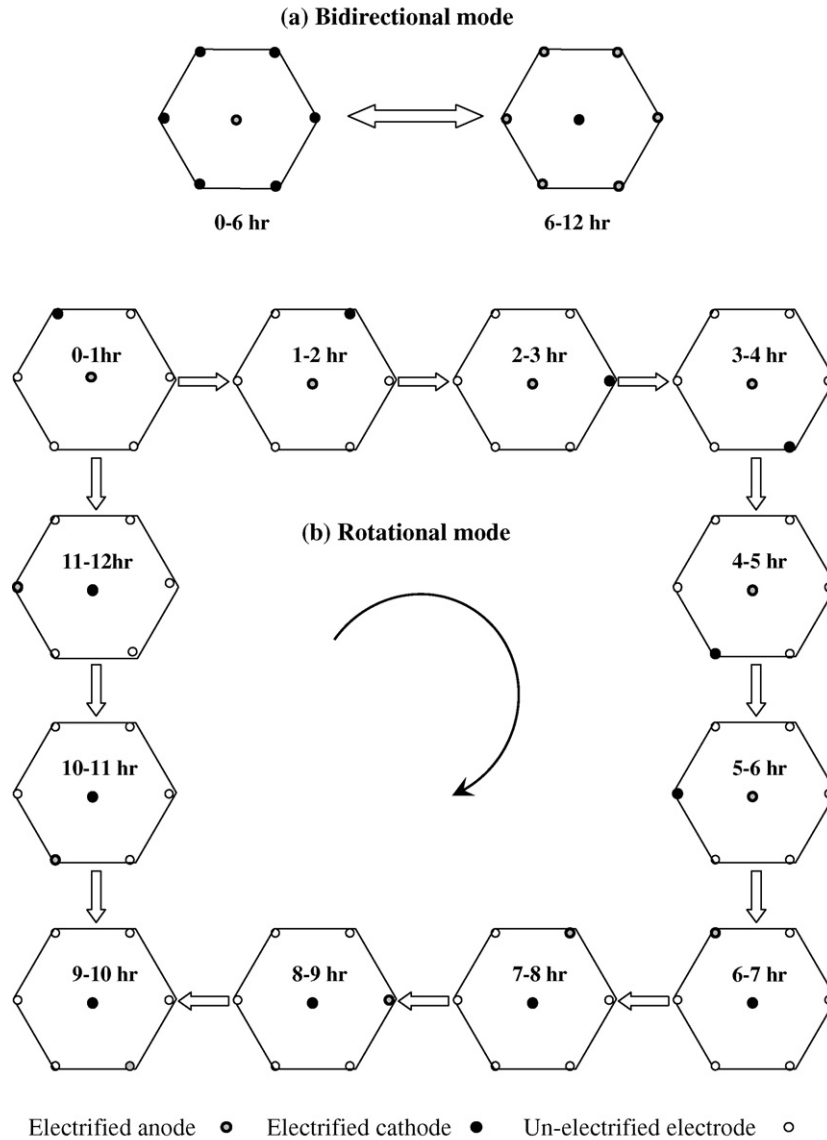 (a) Bidirectional mode
0-6 hr
6-12 hr
0-1hr
1-2 hr
2-3 hr
3-4 hr
11-12hr
(b) Rotational mode
4-5 hr
10-11 hr
5-6 hr
9-10 hr
8-9 hr
7-8 hr
6-7 hr
Electrified anode Electrified cathode Un-electrified electrode